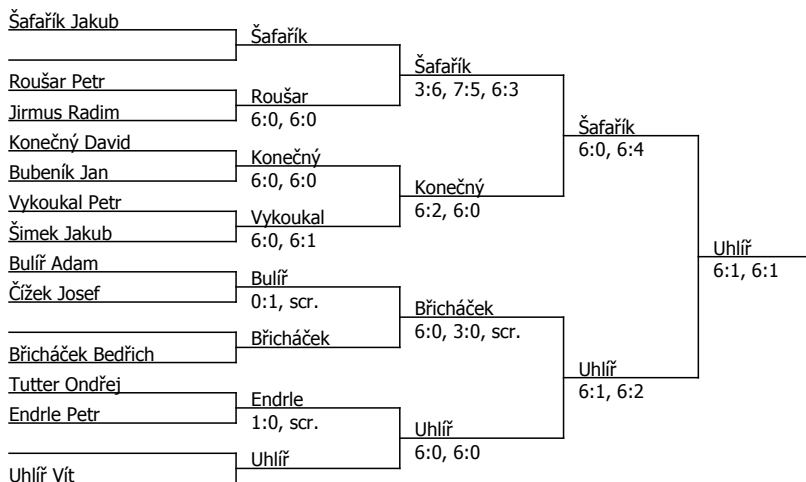 Šafařík Jakub
Roušar Petr
Jirmus Radim
Konečný David
Bubeník Jan
Vykoukal Petr
Šimek Jakub
Bulíř Adam
Čížek Josef
Břicháček Bedřich
Tutter Ondřej
Endrle Petr
Uhlíř Vít
Šafařík
Roušar
6:0, 6:0
Konečný
6:0, 6:0
Vykoukal
6:0, 6:1
Bulíř
0:1, scr.
Břicháček
Endrle
1:0, scr.
Uhlíř
Šafařík
3:6, 7:5, 6:3
Konečný
6:2, 6:0
Břicháček
6:0, 3:0, scr.
Uhlíř
6:0, 6:0
Šafařík
6:0, 6:4
Uhlíř
6:1, 6:2
Uhlíř
6:1, 6:1